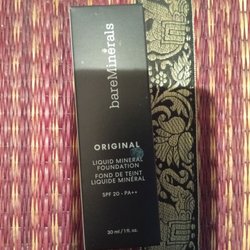 bareMinerals
ORIGINAL
LIQUID MINERAL
FOUNDATION
FOND DE TEINT
LIQUIDE MINÉRAL
SPF 20 - PA++
30 ml / 1 fl. oz.